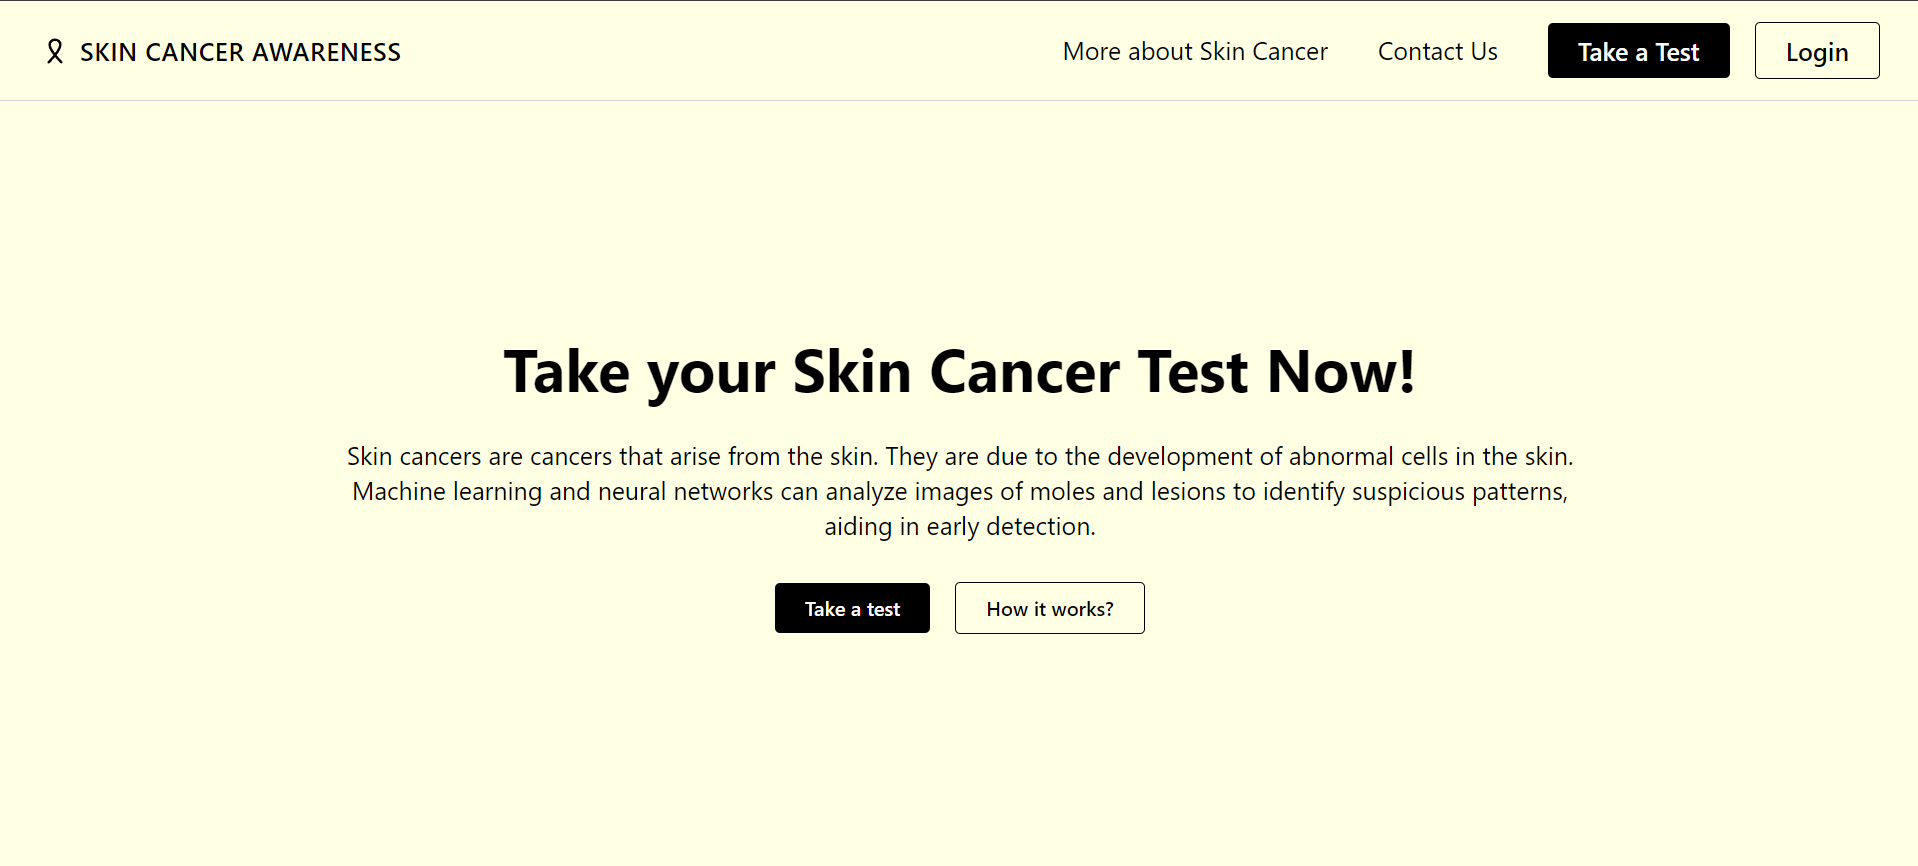 SKIN CANCER AWARENESS
More about Skin Cancer
Contact Us
Take a Test
Login
Take your Skin Cancer Test Now!
Skin cancers are cancers that arise from the skin. They are due to the development of abnormal cells in the skin.
Machine learning and neural networks can analyze images of moles and lesions to identify suspicious patterns,
aiding in early detection.
Take a test
How it works?